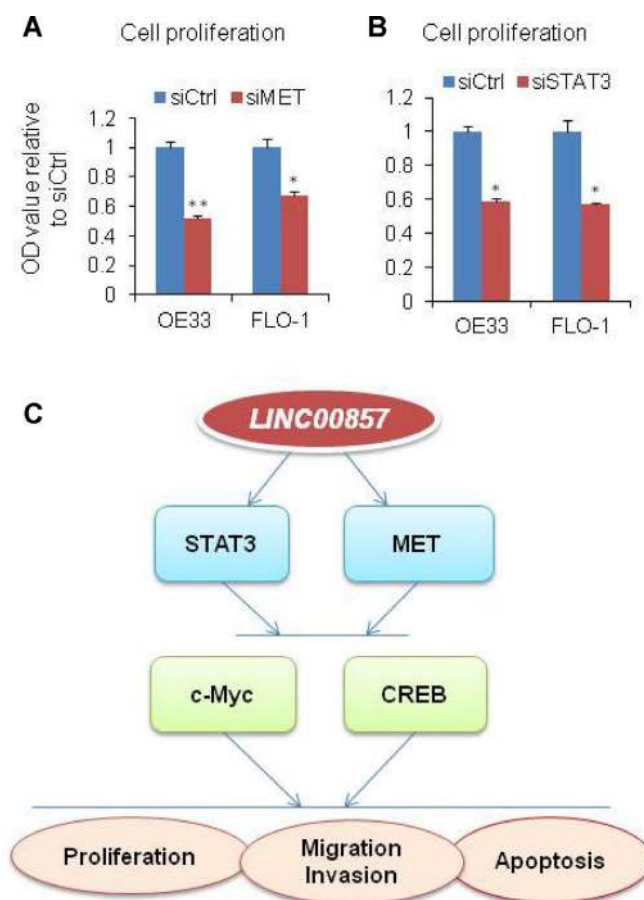 A
Cell proliferation
siCtrl siMET
OD value relative
to siCtrl
1.2
1
0.8
0.6
0.4
0.2
0
**
*
OE33 FLO-1
B
Cell proliferation
siCtrl siSTAT3
1.2
1
0.8
0.6
0.4
0.2
0
*
*
OE33 FLO-1
C
LINC00857
STAT3 MET
c-Myc CREB
Proliferation
Migration
Invasion
Apoptosis